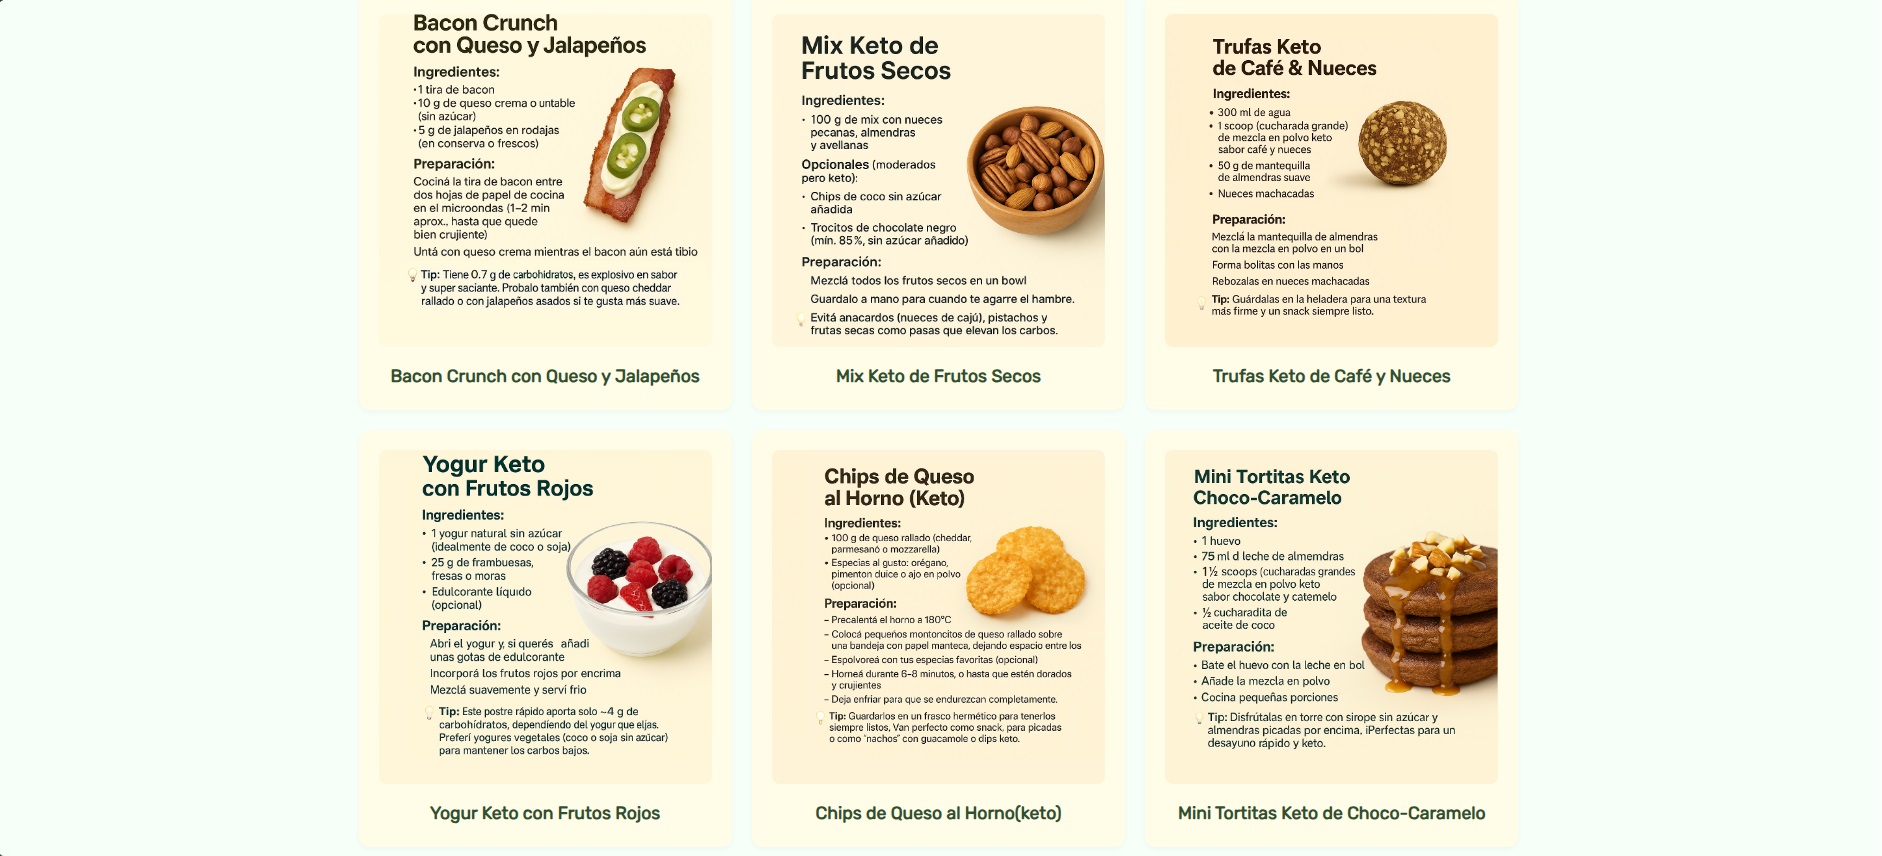 Bacon Crunch
con Queso y Jalapeños
Ingredientes:
•1 tira de bacon
•10 g de queso crema o untable
(sin azúcar)
•5 g de jalapeños en rodajas
(en conserva o frescos)
Preparación:
Cociná la tira de bacon entre
dos hojas de papel de cocina
en el microondas (1–2 min
aprox.. hasta que quede
bien crujiente)
Untá con queso crema mientras el bacon aún está tibio
Tip: Tiene 0.7 g de carbohidratos, es explosivo en sabor
y super saciante. Probalo también con queso cheddar
rallado o con jalapeños asados si te gusta más suave.
Bacon Crunch con Queso y Jalapeños
Mix Keto de
Frutos Secos
Ingredientes:
• 100 g de mix con nueces
pecanas, almendras
y avellanas
Opcionales (moderados
pero keto):
• Chips de coco sin azúcar
añadida
• Trocitos de chocolate negro
(mín. 85%, sin azúcar añadido)
Preparación:
Mezclá todos los frutos secos en un bowl
Guardalo a mano para cuando te agarre el hambre.
Evitá anacardos (nueces de cajú), pistachos y
frutas secas como pasas que elevan los carbos.
Mix Keto de Frutos Secos
Trufas Keto
de Café & Nueces
Ingredientes:
• 300 ml de agua
• 1 scoop (cucharada grande)
de mezcla en polvo keto
sabor café y nueces
• 50 g de mantequilla
de almendras suave
• Nueces machacadas
Preparación:
Mezclá la mantequilla de almendras
con la mezcla en polvo en un bol
Forma bolitas con las manos
Rebozalas en nueces machacadas
Tip: Guárdalas en la heladera para una textura
más firme y un snack siempre listo.
Trufas Keto de Café y Nueces
Yogur Keto
con Frutos Rojos
Ingredientes:
• 1 yogur natural sin azúcar
(idealmente de coco o soja)
• 25 g de frambuesas,
fresas o moras
• Edulcorante líquido
(opcional)
Preparación:
Abri el yogur y, si querés añadi
unas gotas de edulcorante
Incorporá los frutos rojos por encrima
Mezclá suavemente y serví frio
Tip: Este postre rápido aporta solo ~4 g de
carbohídratos, dependiendo del yogur que eljas.
Preferí yogures vegetales (coco o soja sin azúcar)
para mantener los carbos bajos.
Yogur Keto con Frutos Rojos
Chips de Queso
al Horno (Keto)
Ingredientes:
• 100 g de queso rallado (cheddar,
parmesano o mozzarella)
• Especias al gusto: orégano,
pimenton dulce o ajo en polvo
(opcional)
Preparación:
– Precalentá el horno a 180°C
– Colocá pequeños montoncitos de queso rallado sobre
una bandeja con papel manteca, dejando espacio entre los
– Espolvoreá con tus especias favoritas (opcional)
– Horneá durante 6–8 minutos, o hasta que estén dorados
y crujientes
– Deja enfriar para que se endurezcan completamente.
Tip: Guardarlos en un frasco hermético para tenerlos
siempre listos, Van perfecto como snack, para picadas
o como "nachos" con guacamole o dips keto.
Chips de Queso al Horno(keto)
Mini Tortitas Keto
Choco-Caramelo
Ingredientes:
• 1 huevo
• 75 ml d leche de almemdras
• 1½ scoops (cucharadas grandes
de mezcla en polvo keto
sabor chocolate y catemelo
• ½ cucharadita de
aceite de coco
Preparación:
• Bate el huevo con la leche en bol
• Añade la mezcla en polvo
• Cocina pequeñas porciones
Tip: Disfrútalas en torre con sirope sin azúcar y
almendras picadas por encima, ¡Perfectas para un
desayuno rápido y keto.
Mini Tortitas Keto de Choco-Caramelo